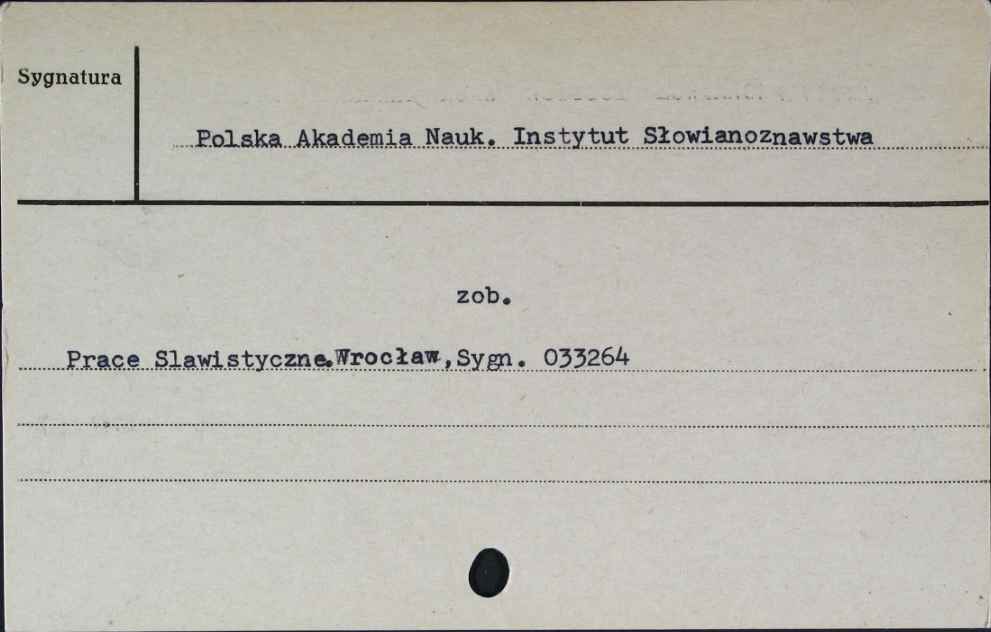 Sygnatura
Polska Akademia Nauk. Instytut Słowianoznawstwa
zob.
Prace Slawistyczne.Wrocław,Sygn. 033264